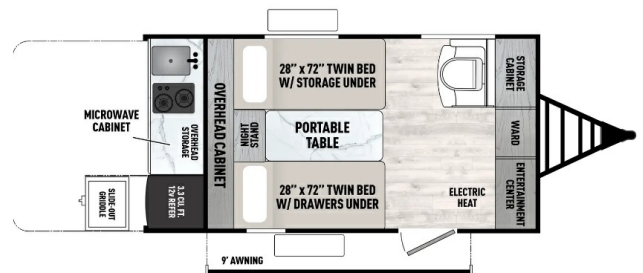 MICROWAVE
CABINET
OVERHEAD
STORAGE
SLIDE-OUT
GRIDDLE
3.3 CU. FT.
12v REFER
OVERHEAD CABINET
28” x 72” TWIN BED
W/ STORAGE UNDER
NIGHT
STAND
PORTABLE
TABLE
28” x 72” TWIN BED
W/ DRAWERS UNDER
ELECTRIC
HEAT
STORAGE
CABINET
WARD
ENTERTAINMENT
CENTER
9’ AWNING